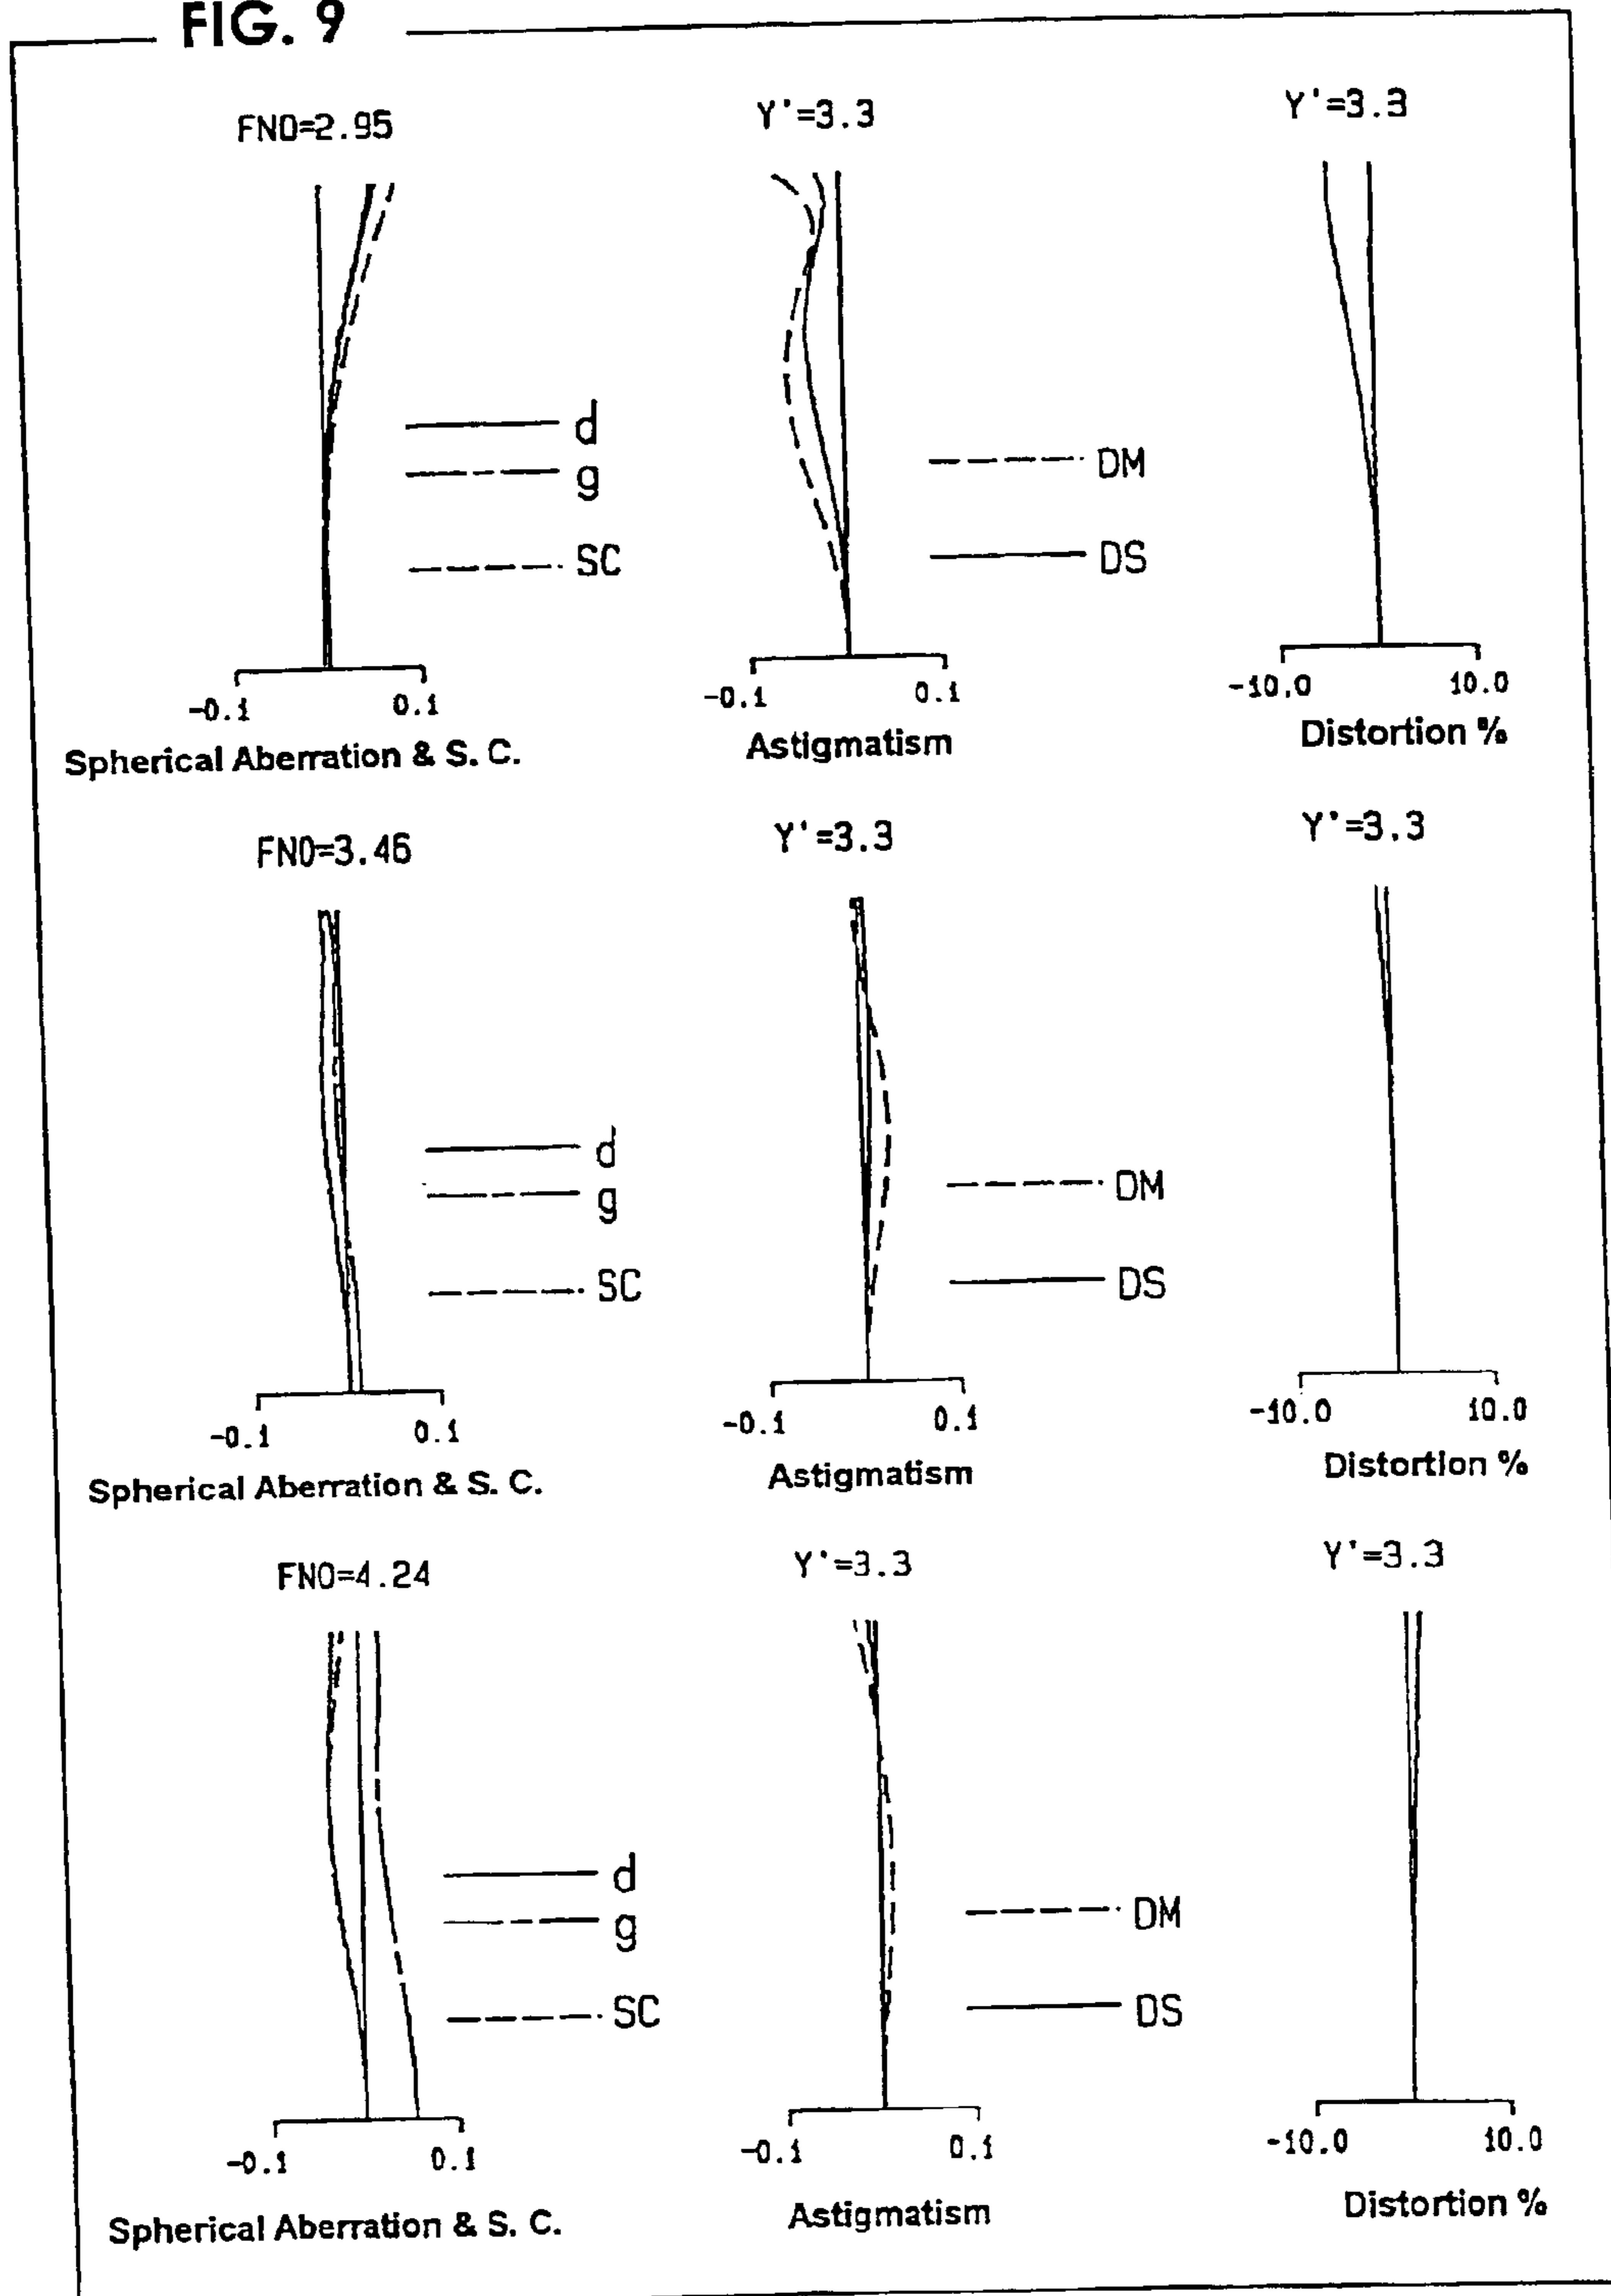 FIG. 9
FNO=2.95
Y'=3.3
Y'=3.3
d
g
SC
DM
DS
-0.1 0.1
-0.1 0.1
-10.0 10.0
Spherical Aberration & S. C.
Astigmatism
Distortion %
FNO=3.46
Y'=3.3
Y'=3.3
d
g
SC
DM
DS
-0.1 0.1
-0.1 0.1
-10.0 10.0
Spherical Aberration & S. C.
Astigmatism
Distortion %
FNO=4.24
Y'=3.3
Y'=3.3
d
g
SC
DM
DS
-0.1 0.1
-0.1 0.1
-10.0 10.0
Spherical Aberration & S. C.
Astigmatism
Distortion %